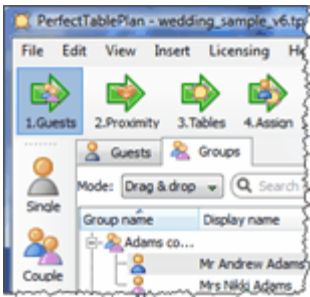 PerfectTablePlan - wedding_sample_v6.tp
File Edit View Insert Licensing He
1.Guests 2.Proximity 3.Tables 4.Assign
Guests Groups
Single
Mode: Drag & drop Search
Group name Display name
Couple
Adams co...
Mr Andrew Adams
Mrs Nikki Adams